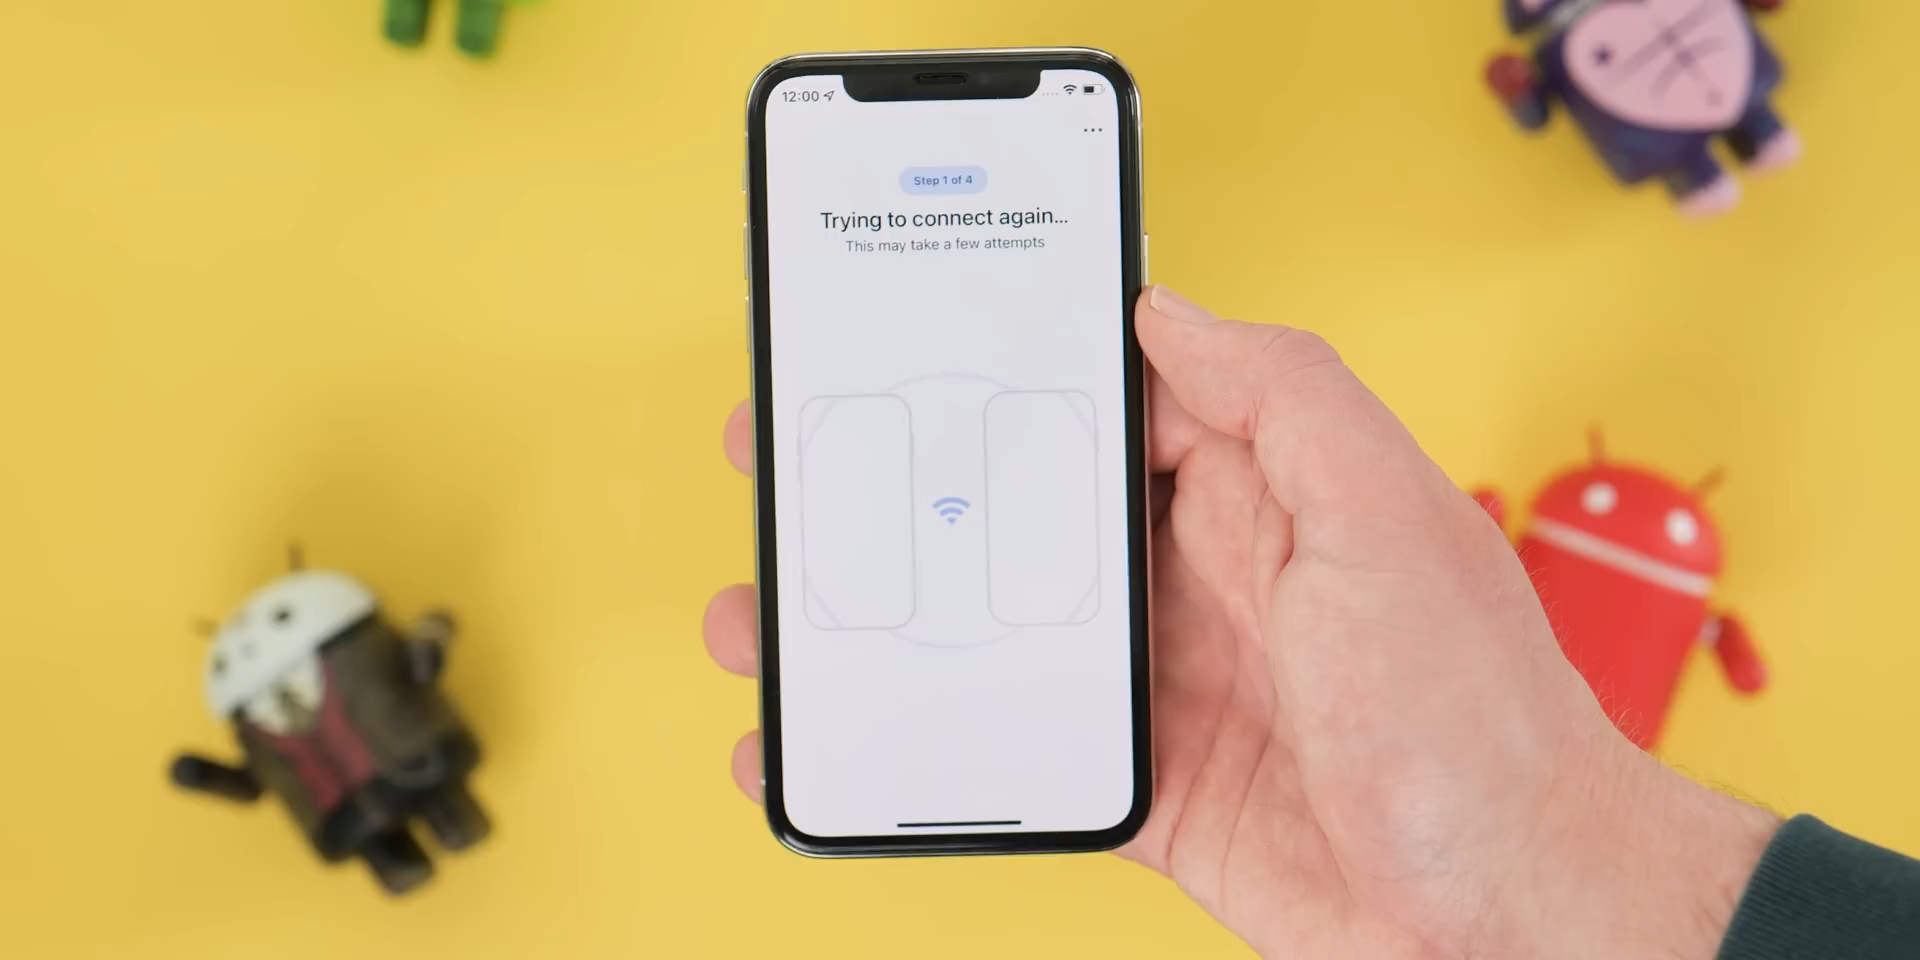 12:00
Step 1 of 4
Trying to connect again...
This may take a few attempts